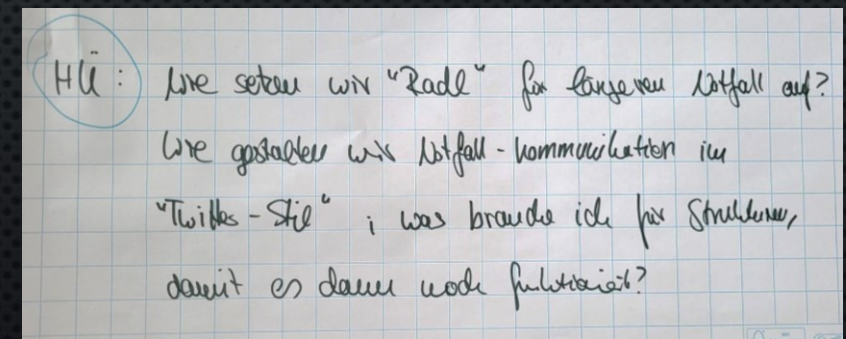 HÜ: Wie setzen wir "Radl" für längeren Notfall auf?
Wie gestalten wir Notfall-Kommunikation im
"Twitter-Stil"; was brauche ich für Strukturen,
damit es dann noch funktioniert?